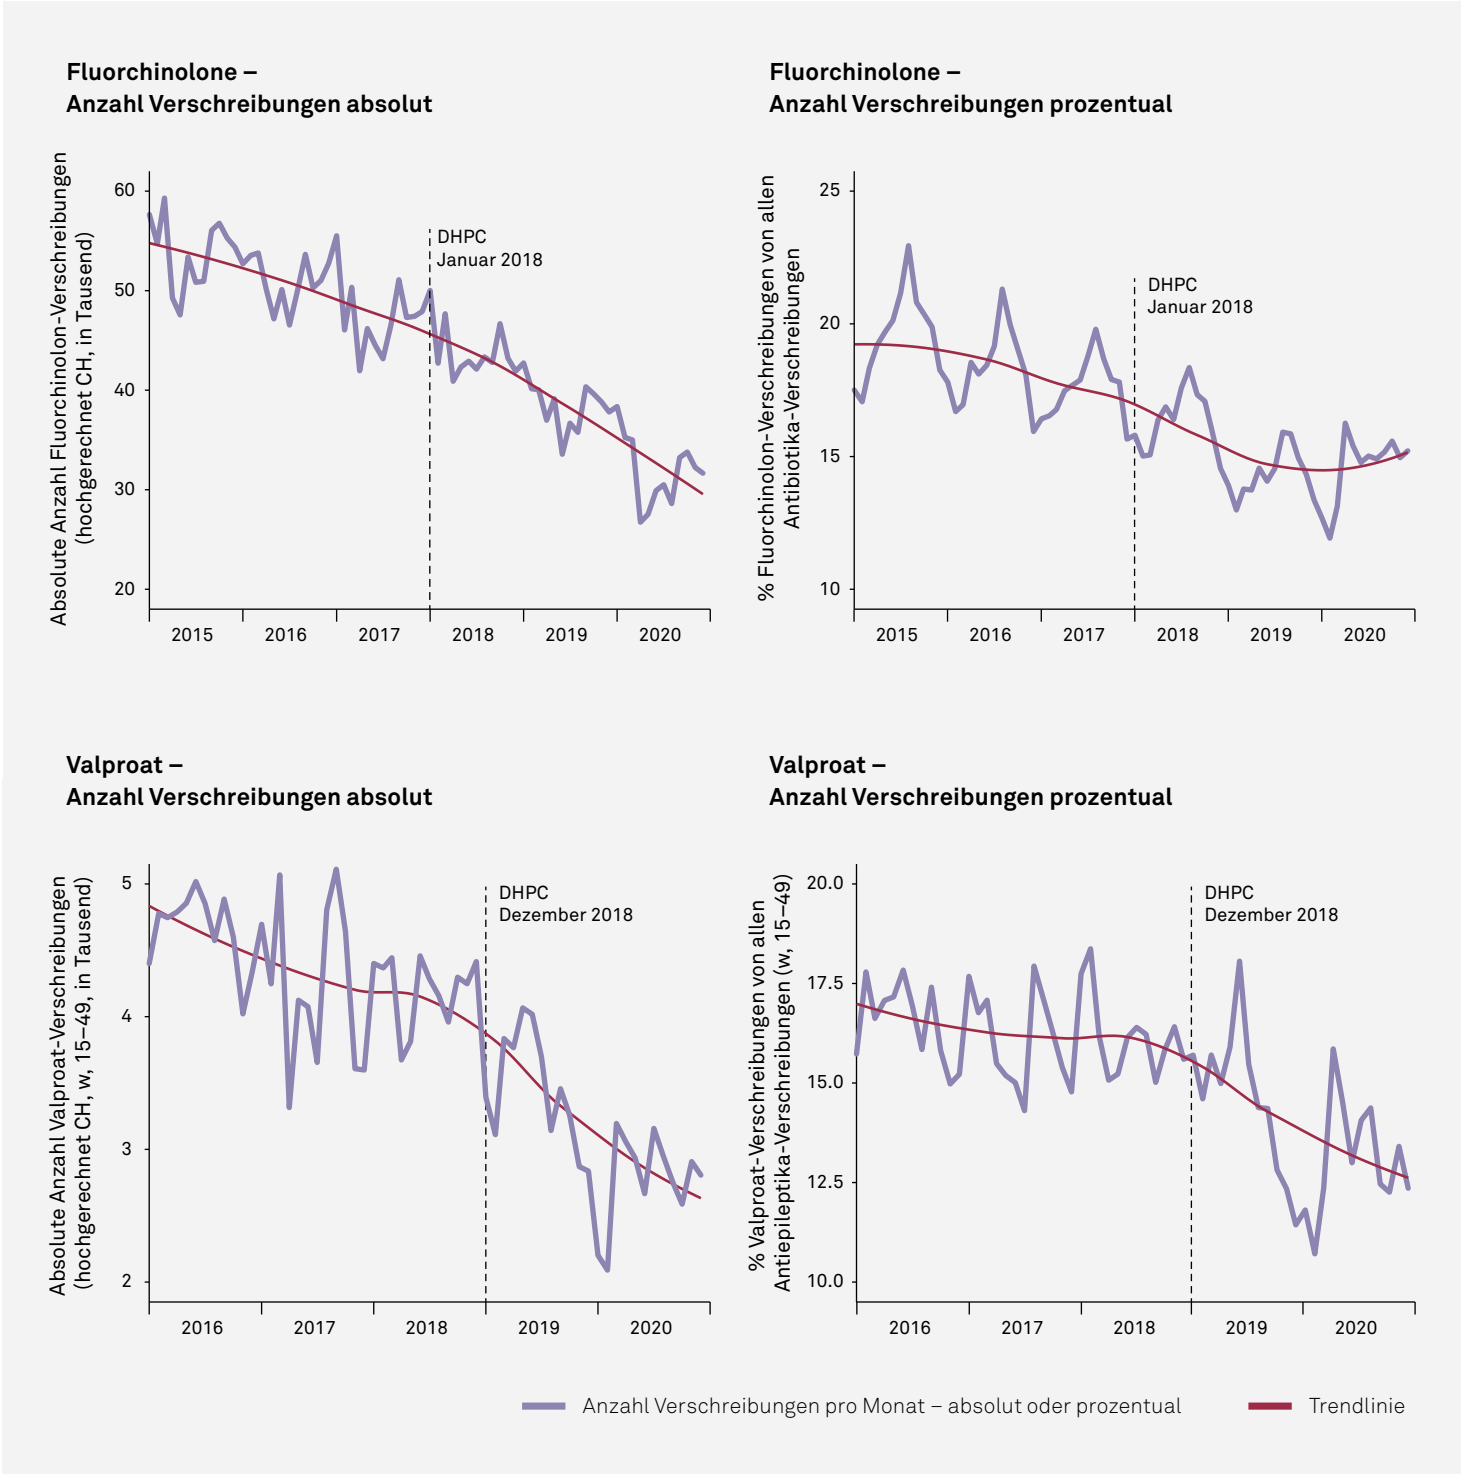 Fluorchinolone –
Anzahl Verschreibungen absolut
Absolute Anzahl Fluorchinolon-Verschreibungen
(hochgerechnet CH, in Tausend)
60
50
40
30
20
DHPC
Januar 2018
2015 2016 2017 2018 2019 2020
Fluorchinolone –
Anzahl Verschreibungen prozentual
% Fluorchinolon-Verschreibungen von allen
Antibiotika-Verschreibungen
25
20
15
10
DHPC
Januar 2018
2015 2016 2017 2018 2019 2020
Valproat –
Anzahl Verschreibungen absolut
Absolute Anzahl Valproat-Verschreibungen
(hochgerechnet CH, w, 15–49, in Tausend)
5
4
3
2
DHPC
Dezember 2018
2016 2017 2018 2019 2020
Valproat –
Anzahl Verschreibungen prozentual
% Valproat-Verschreibungen von allen
Antiepileptika-Verschreibungen (w, 15–49)
20.0
17.5
15.0
12.5
10.0
DHPC
Dezember 2018
2016 2017 2018 2019 2020
Anzahl Verschreibungen pro Monat – absolut oder prozentual
Trendlinie